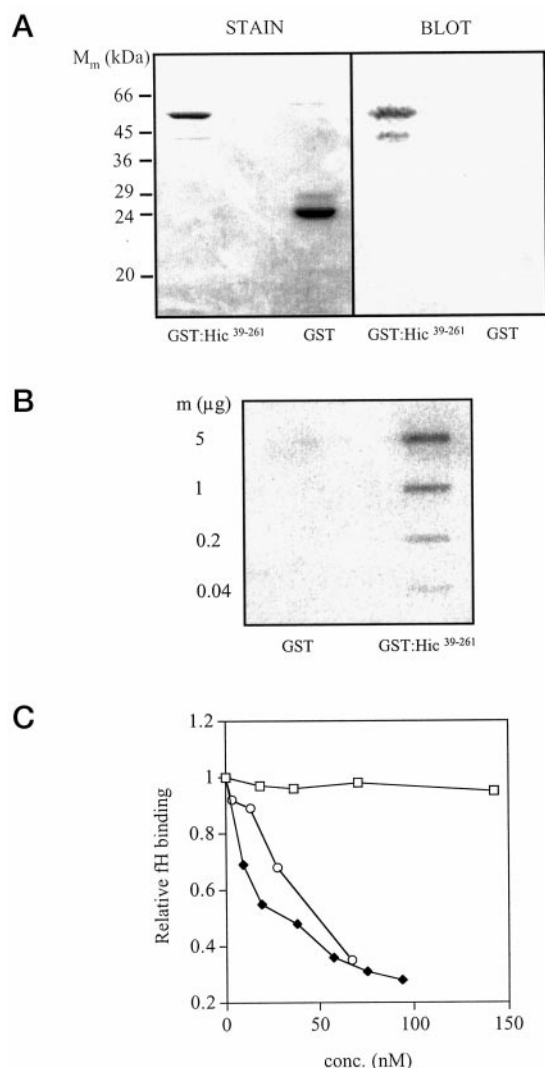 A
STAIN BLOT
Mm (kDa)
66
45
36
29
24
20
GST:Hic 39-261 GST GST:Hic 39-261 GST
B
m (µg)
5
1
0.2
0.04
GST GST:Hic 39-261
C
1.2
1
0.8
0.6
0.4
0.2
Relative fH binding
0 50 100 150
conc. (nM)